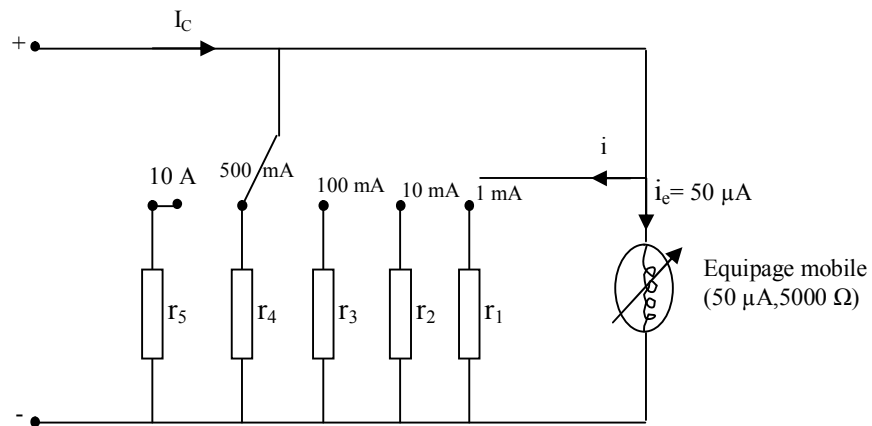 I_C
+
i
10 A
500 mA
100 mA
10 mA
1 mA
i_e= 50 µA
Equipage mobile
(50 µA,5000 Ω)
r_5
r_4
r_3
r_2
r_1
-